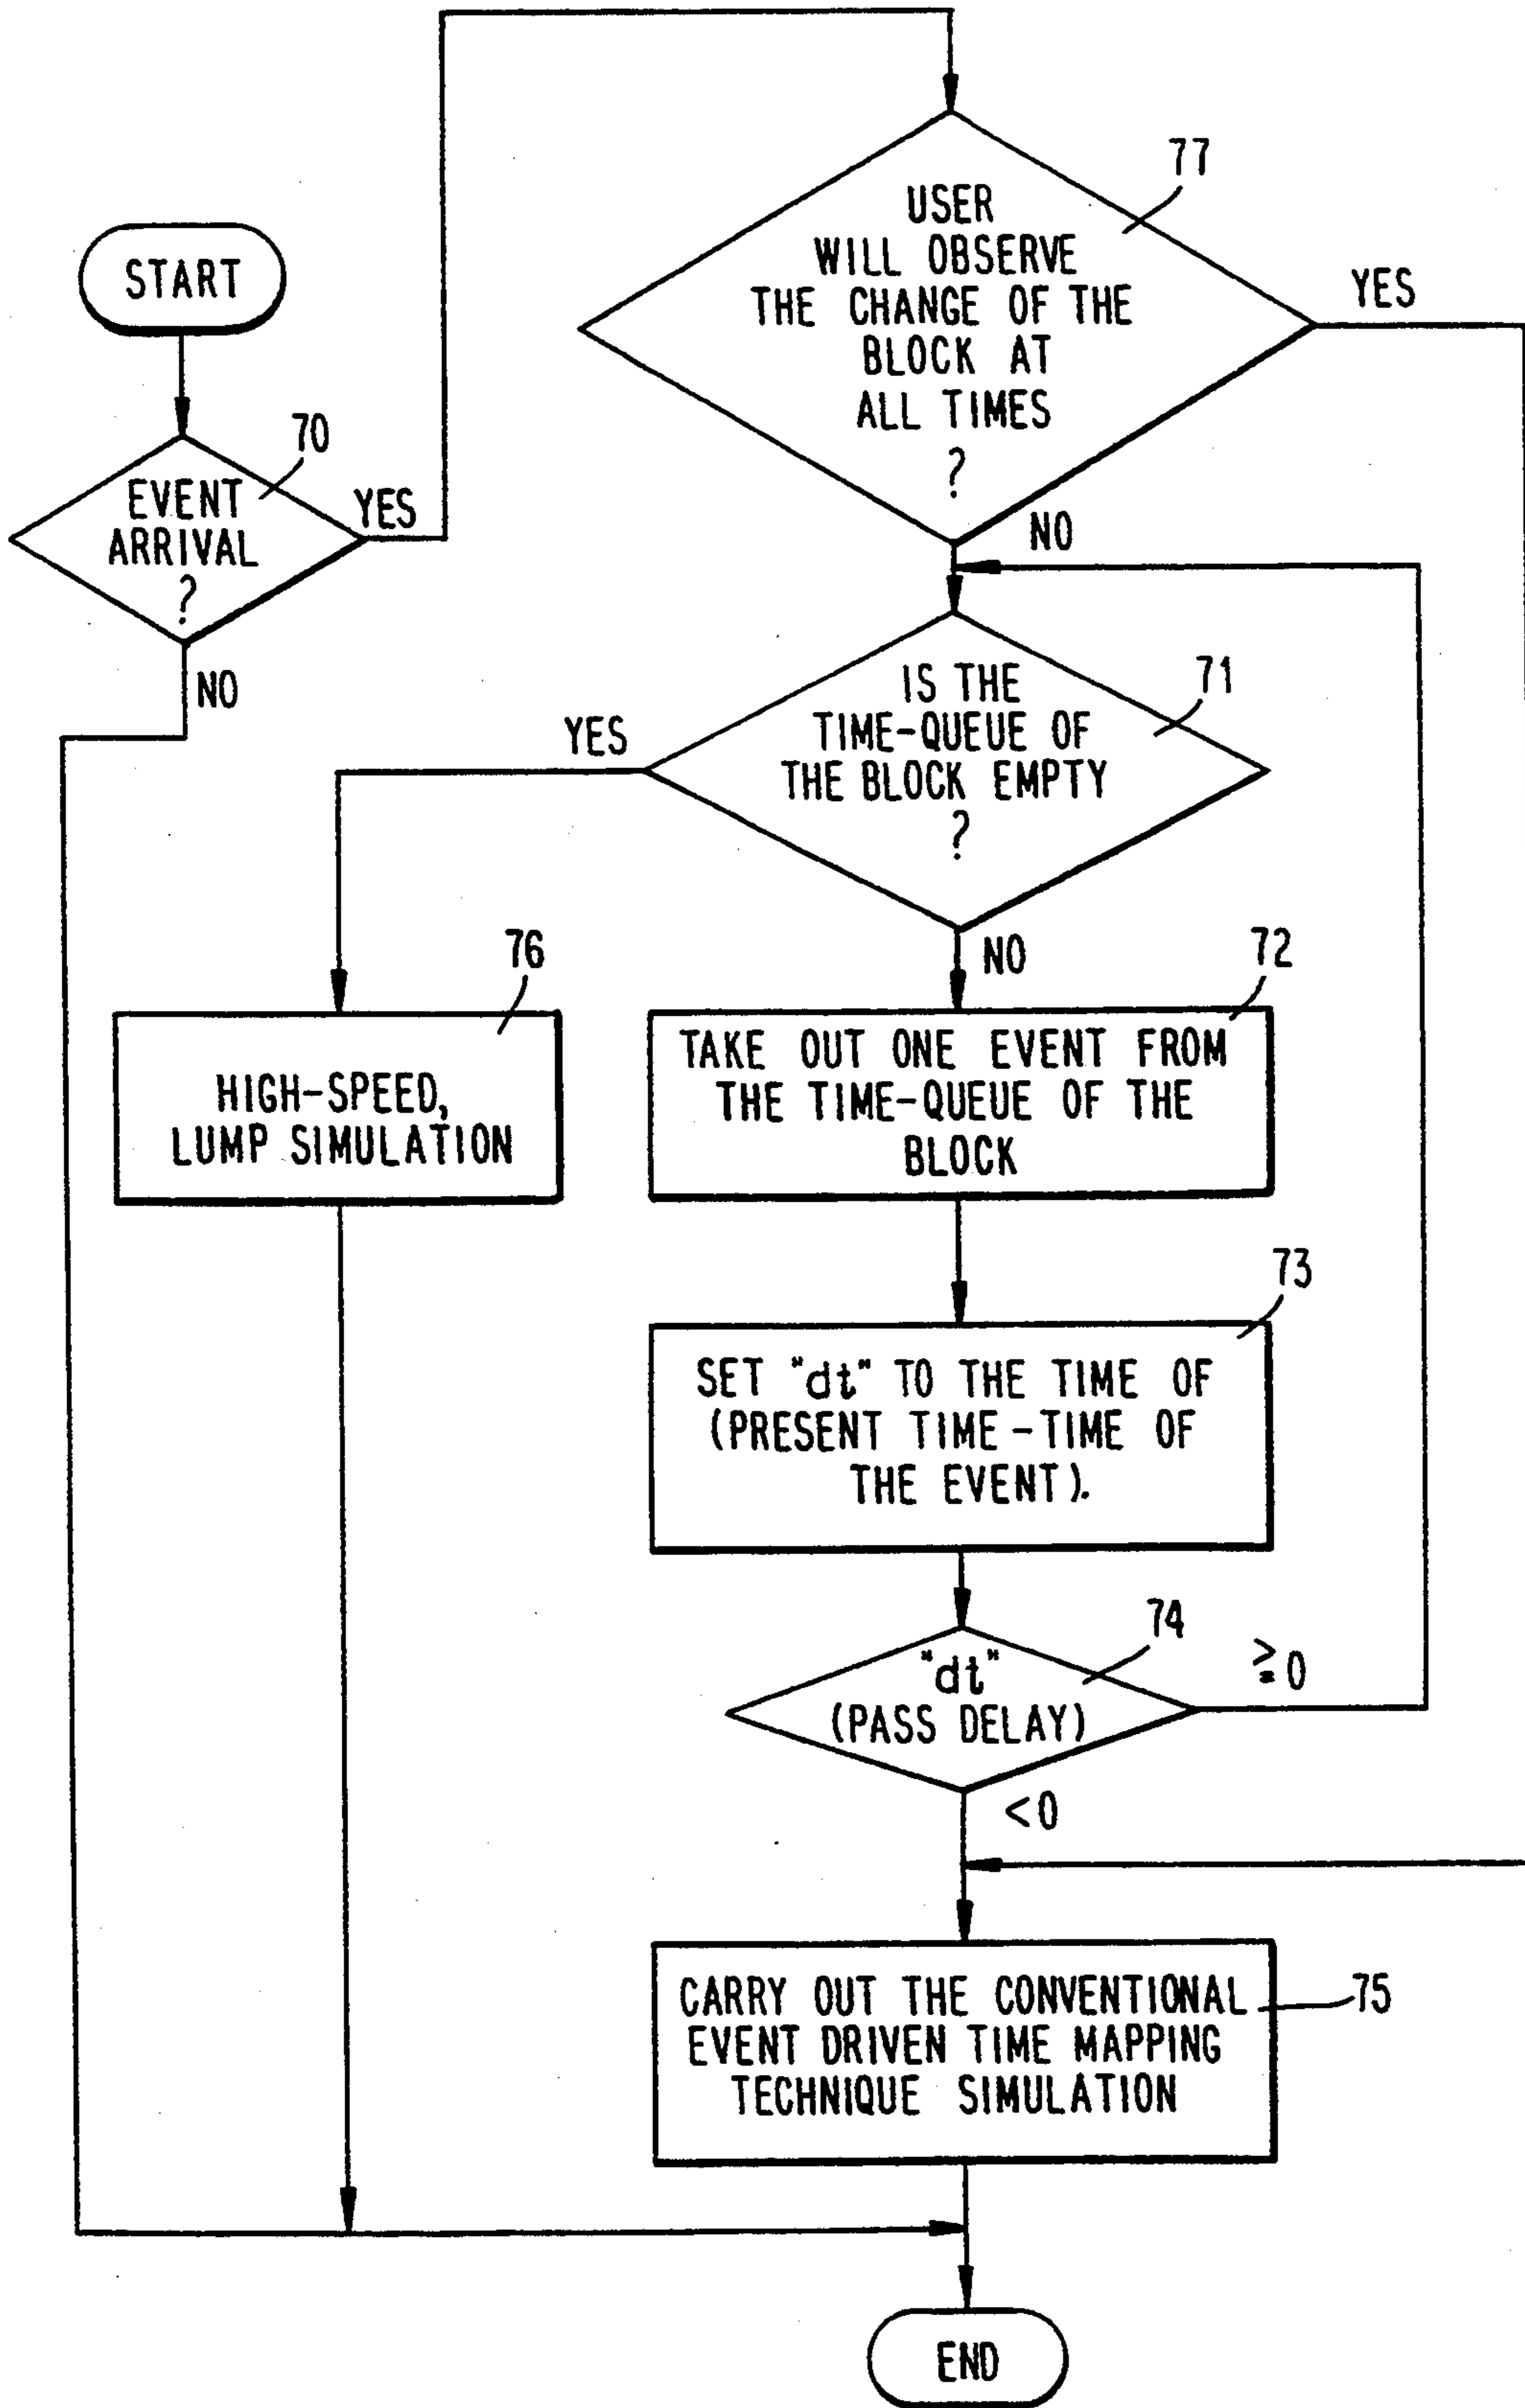 START
70
EVENT
ARRIVAL
?
YES
NO
77
USER
WILL OBSERVE
THE CHANGE OF THE
BLOCK AT
ALL TIMES
?
YES
NO
71
IS THE
TIME-QUEUE OF
THE BLOCK EMPTY
?
YES
NO
76
HIGH-SPEED,
LUMP SIMULATION
72
TAKE OUT ONE EVENT FROM
THE TIME-QUEUE OF THE
BLOCK
73
SET "dt" TO THE TIME OF
(PRESENT TIME-TIME OF
THE EVENT).
74
"dt"
(PASS DELAY)
≧0
<0
CARRY OUT THE CONVENTIONAL
EVENT DRIVEN TIME MAPPING
TECHNIQUE SIMULATION
75
END